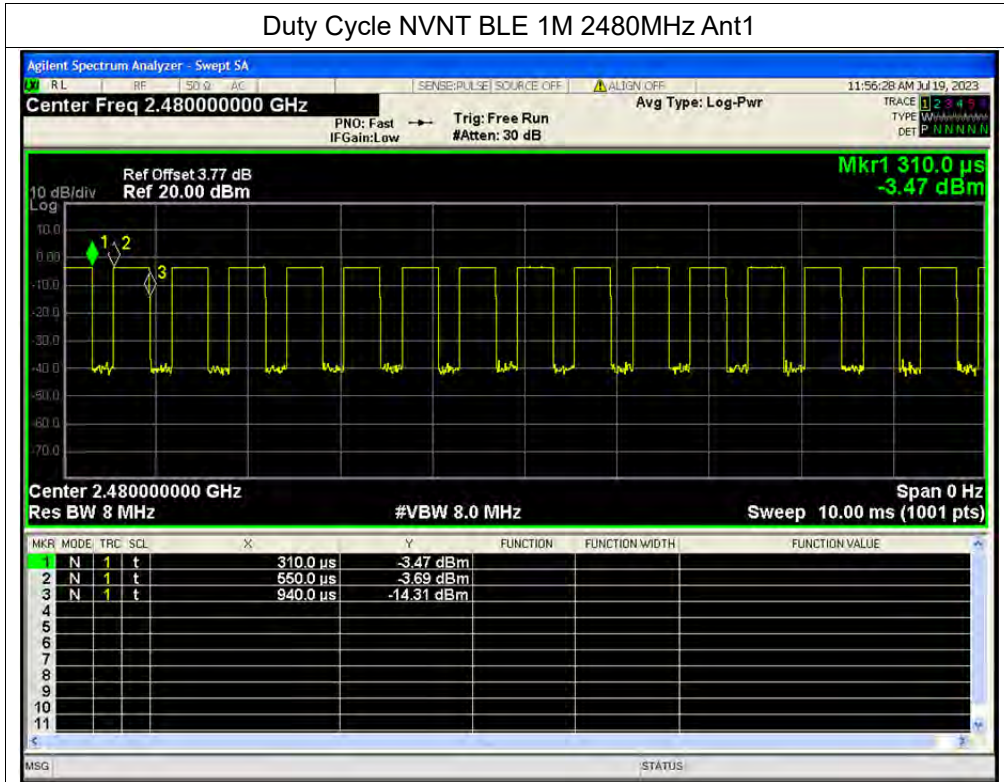 Duty Cycle NVNT BLE 1M 2480MHz Ant1
Agilent Spectrum Analyzer - Swept SA
RL RF 50 Ω AC SENSE:PULSE SOURCE OFF ALIGN OFF 11:56:28 AM Jul 19, 2023
Center Freq 2.480000000 GHz Avg Type: Log-Pwr TRACE 1 2 3 4 5 6
PNO: Fast Trig: Free Run TYPE W
IFGain:Low #Atten: 30 dB DET P N N N N N
Mkr1 310.0 µs
Ref Offset 3.77 dB
10 dB/div Ref 20.00 dBm -3.47 dBm
Log
10.0
1 2
0.00
3
-10.0
-20.0
-30.0
-40.0
-50.0
-60.0
-70.0
Center 2.480000000 GHz Span 0 Hz
Res BW 8 MHz #VBW 8.0 MHz Sweep 10.00 ms (1001 pts)
MKR MODE TRC SCL X Y FUNCTION FUNCTION WIDTH FUNCTION VALUE
1 N 1 t 310.0 µs -3.47 dBm
2 N 1 t 550.0 µs -3.69 dBm
3 N 1 t 940.0 µs -14.31 dBm
4
5
6
7
8
9
10
11
MSG STATUS